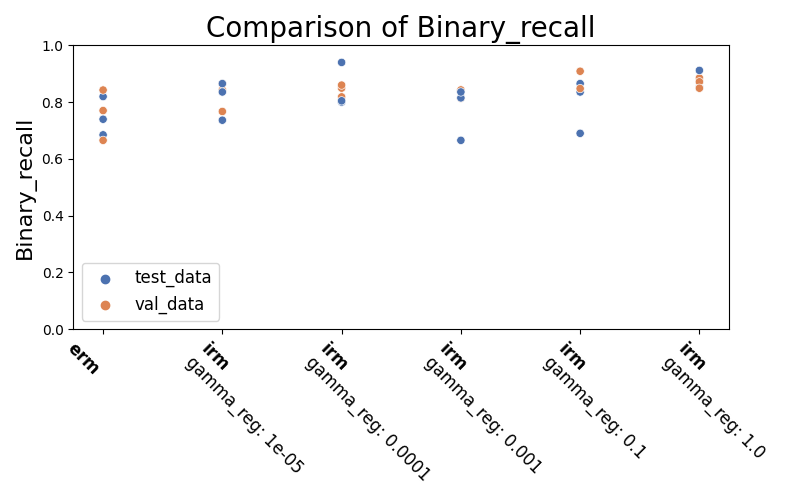 Comparison of Binary_recall
Binary_recall
1.0
0.8
0.6
0.4
0.2
0.0
test_data
val_data
erm
irm
gamma_reg: 1e-05
irm
gamma_reg: 0.0001
irm
gamma_reg: 0.001
irm
gamma_reg: 0.1
irm
gamma_reg: 1.0